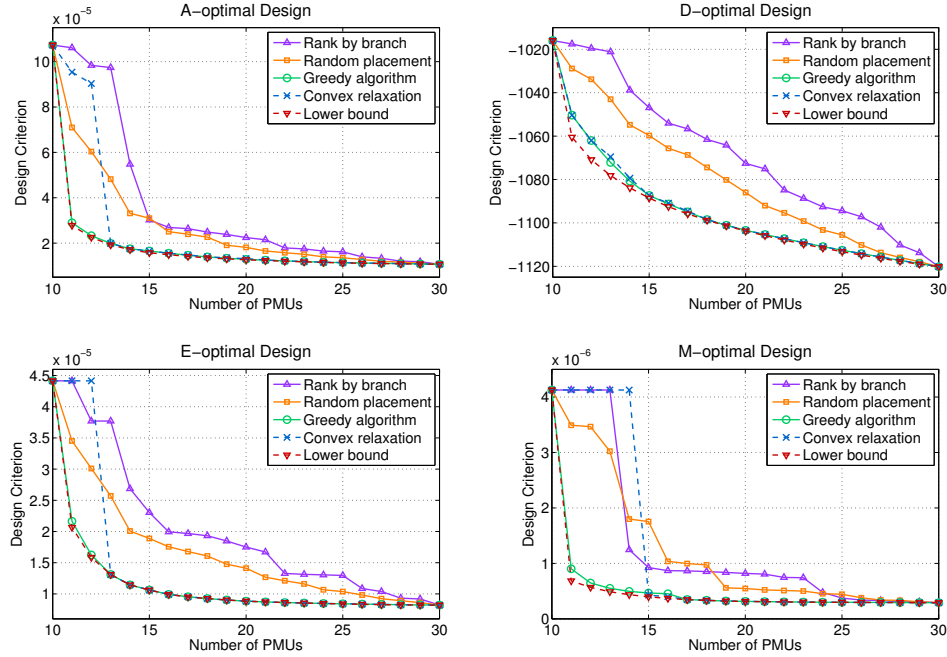 A-optimal Design
x 10⁻⁵
10
8
6
4
2
Design Criterion
10
15
20
25
30
Number of PMUs
Rank by branch
Random placement
Greedy algorithm
Convex relaxation
Lower bound
D-optimal Design
−1020
−1040
−1060
−1080
−1100
−1120
Design Criterion
10
15
20
25
30
Number of PMUs
Rank by branch
Random placement
Greedy algorithm
Convex relaxation
Lower bound
E-optimal Design
x 10⁻⁵
4.5
4
3.5
3
2.5
2
1.5
1
Design Criterion
10
15
20
25
30
Number of PMUs
Rank by branch
Random placement
Greedy algorithm
Convex relaxation
Lower bound
M-optimal Design
x 10⁻⁶
4
3
2
1
0
Design Criterion
10
15
20
25
30
Number of PMUs
Rank by branch
Random placement
Greedy algorithm
Convex relaxation
Lower bound